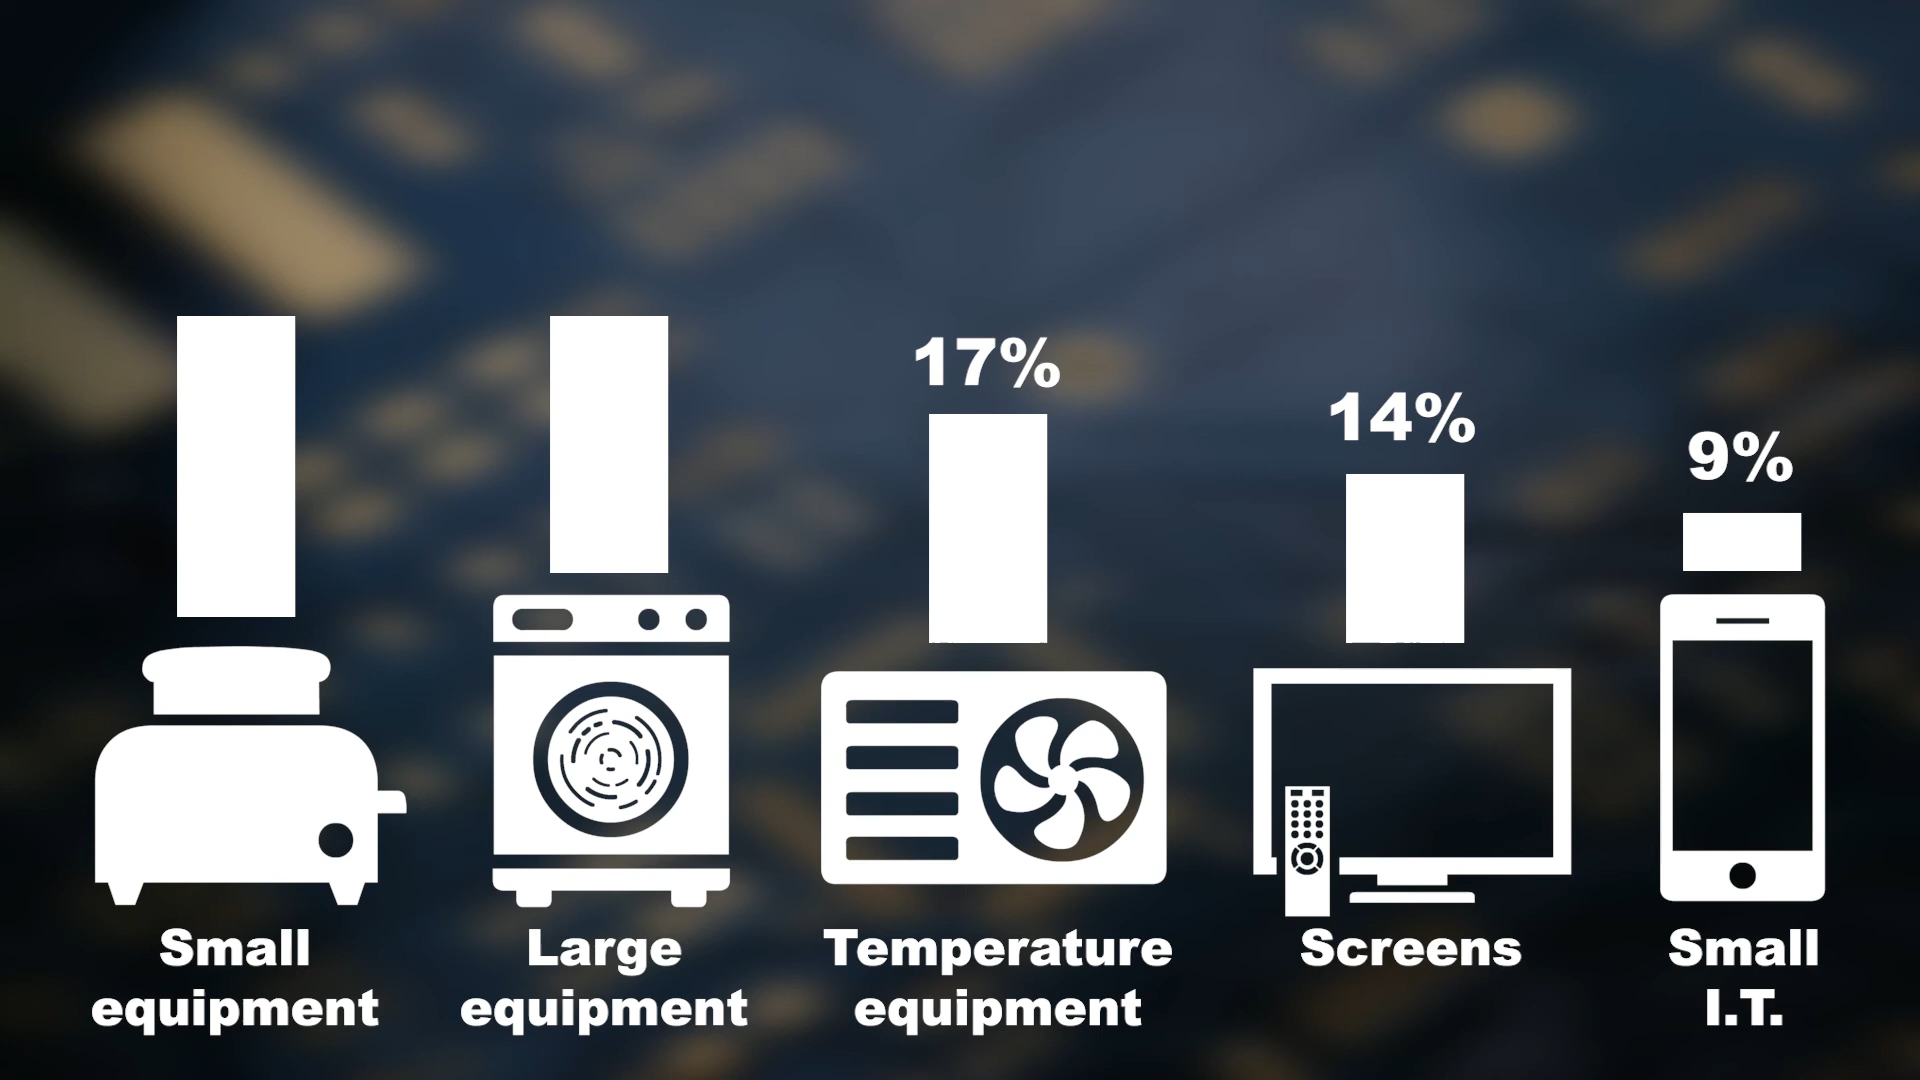 17%
14%
9%
Small
equipment
Large
equipment
Temperature
equipment
Screens
Small
I.T.